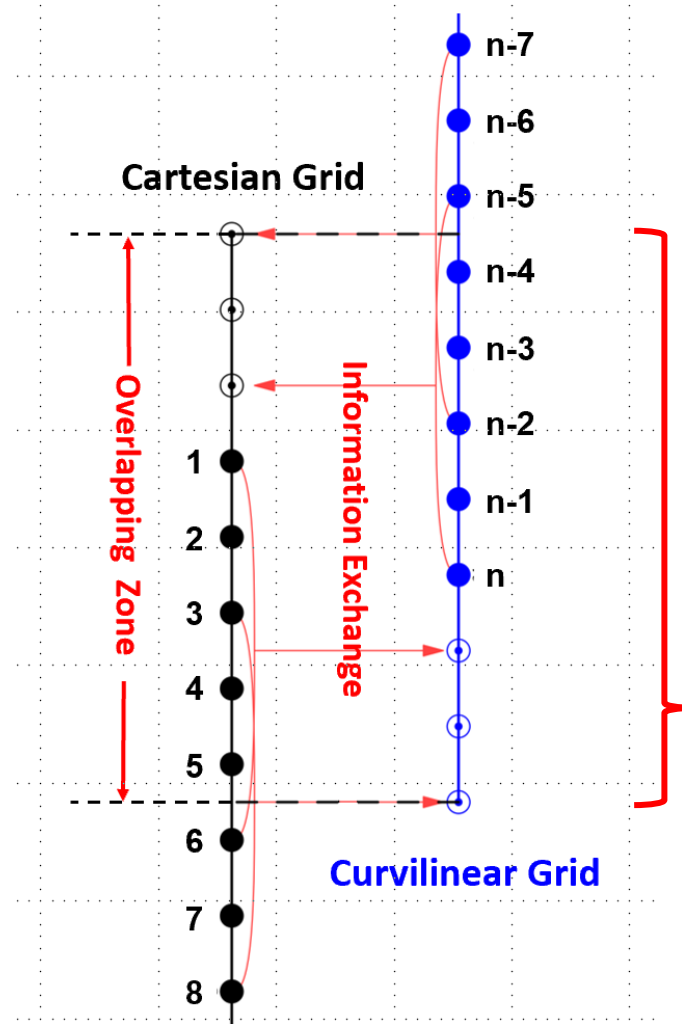 n-7
n-6
n-5
Cartesian Grid
n-4
n-3
n-2
n-1
n
Overlapping Zone
Information Exchange
1
2
3
4
5
6
7
8
Curvilinear Grid